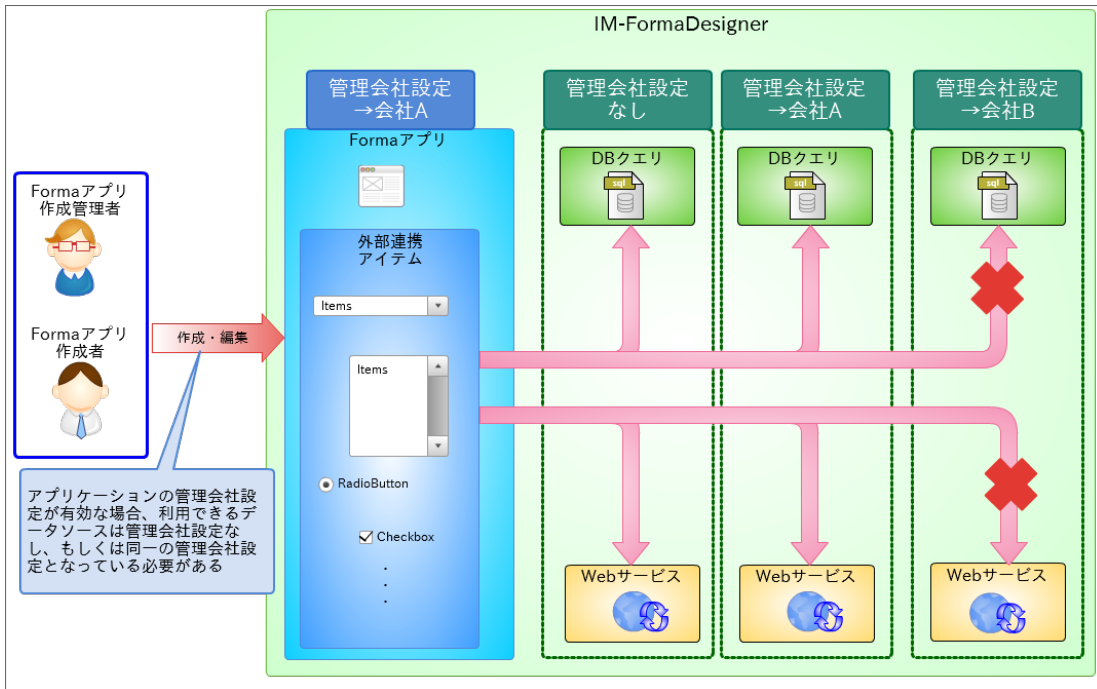 IM-FormaDesigner
管理会社設定
→会社A
管理会社設定
なし
管理会社設定
→会社A
管理会社設定
→会社B
Formaアプリ
作成管理者
Formaアプリ
作成者
作成・編集
アプリケーションの管理会社設
定が有効な場合、利用できるデ
ータソースは管理会社設定な
し、もしくは同一の管理会社設
定となっている必要がある
Formaアプリ
外部連携
アイテム
Items
Items
RadioButton
Checkbox
DBクエリ
sql
DBクエリ
sql
DBクエリ
sql
Webサービス
Webサービス
Webサービス